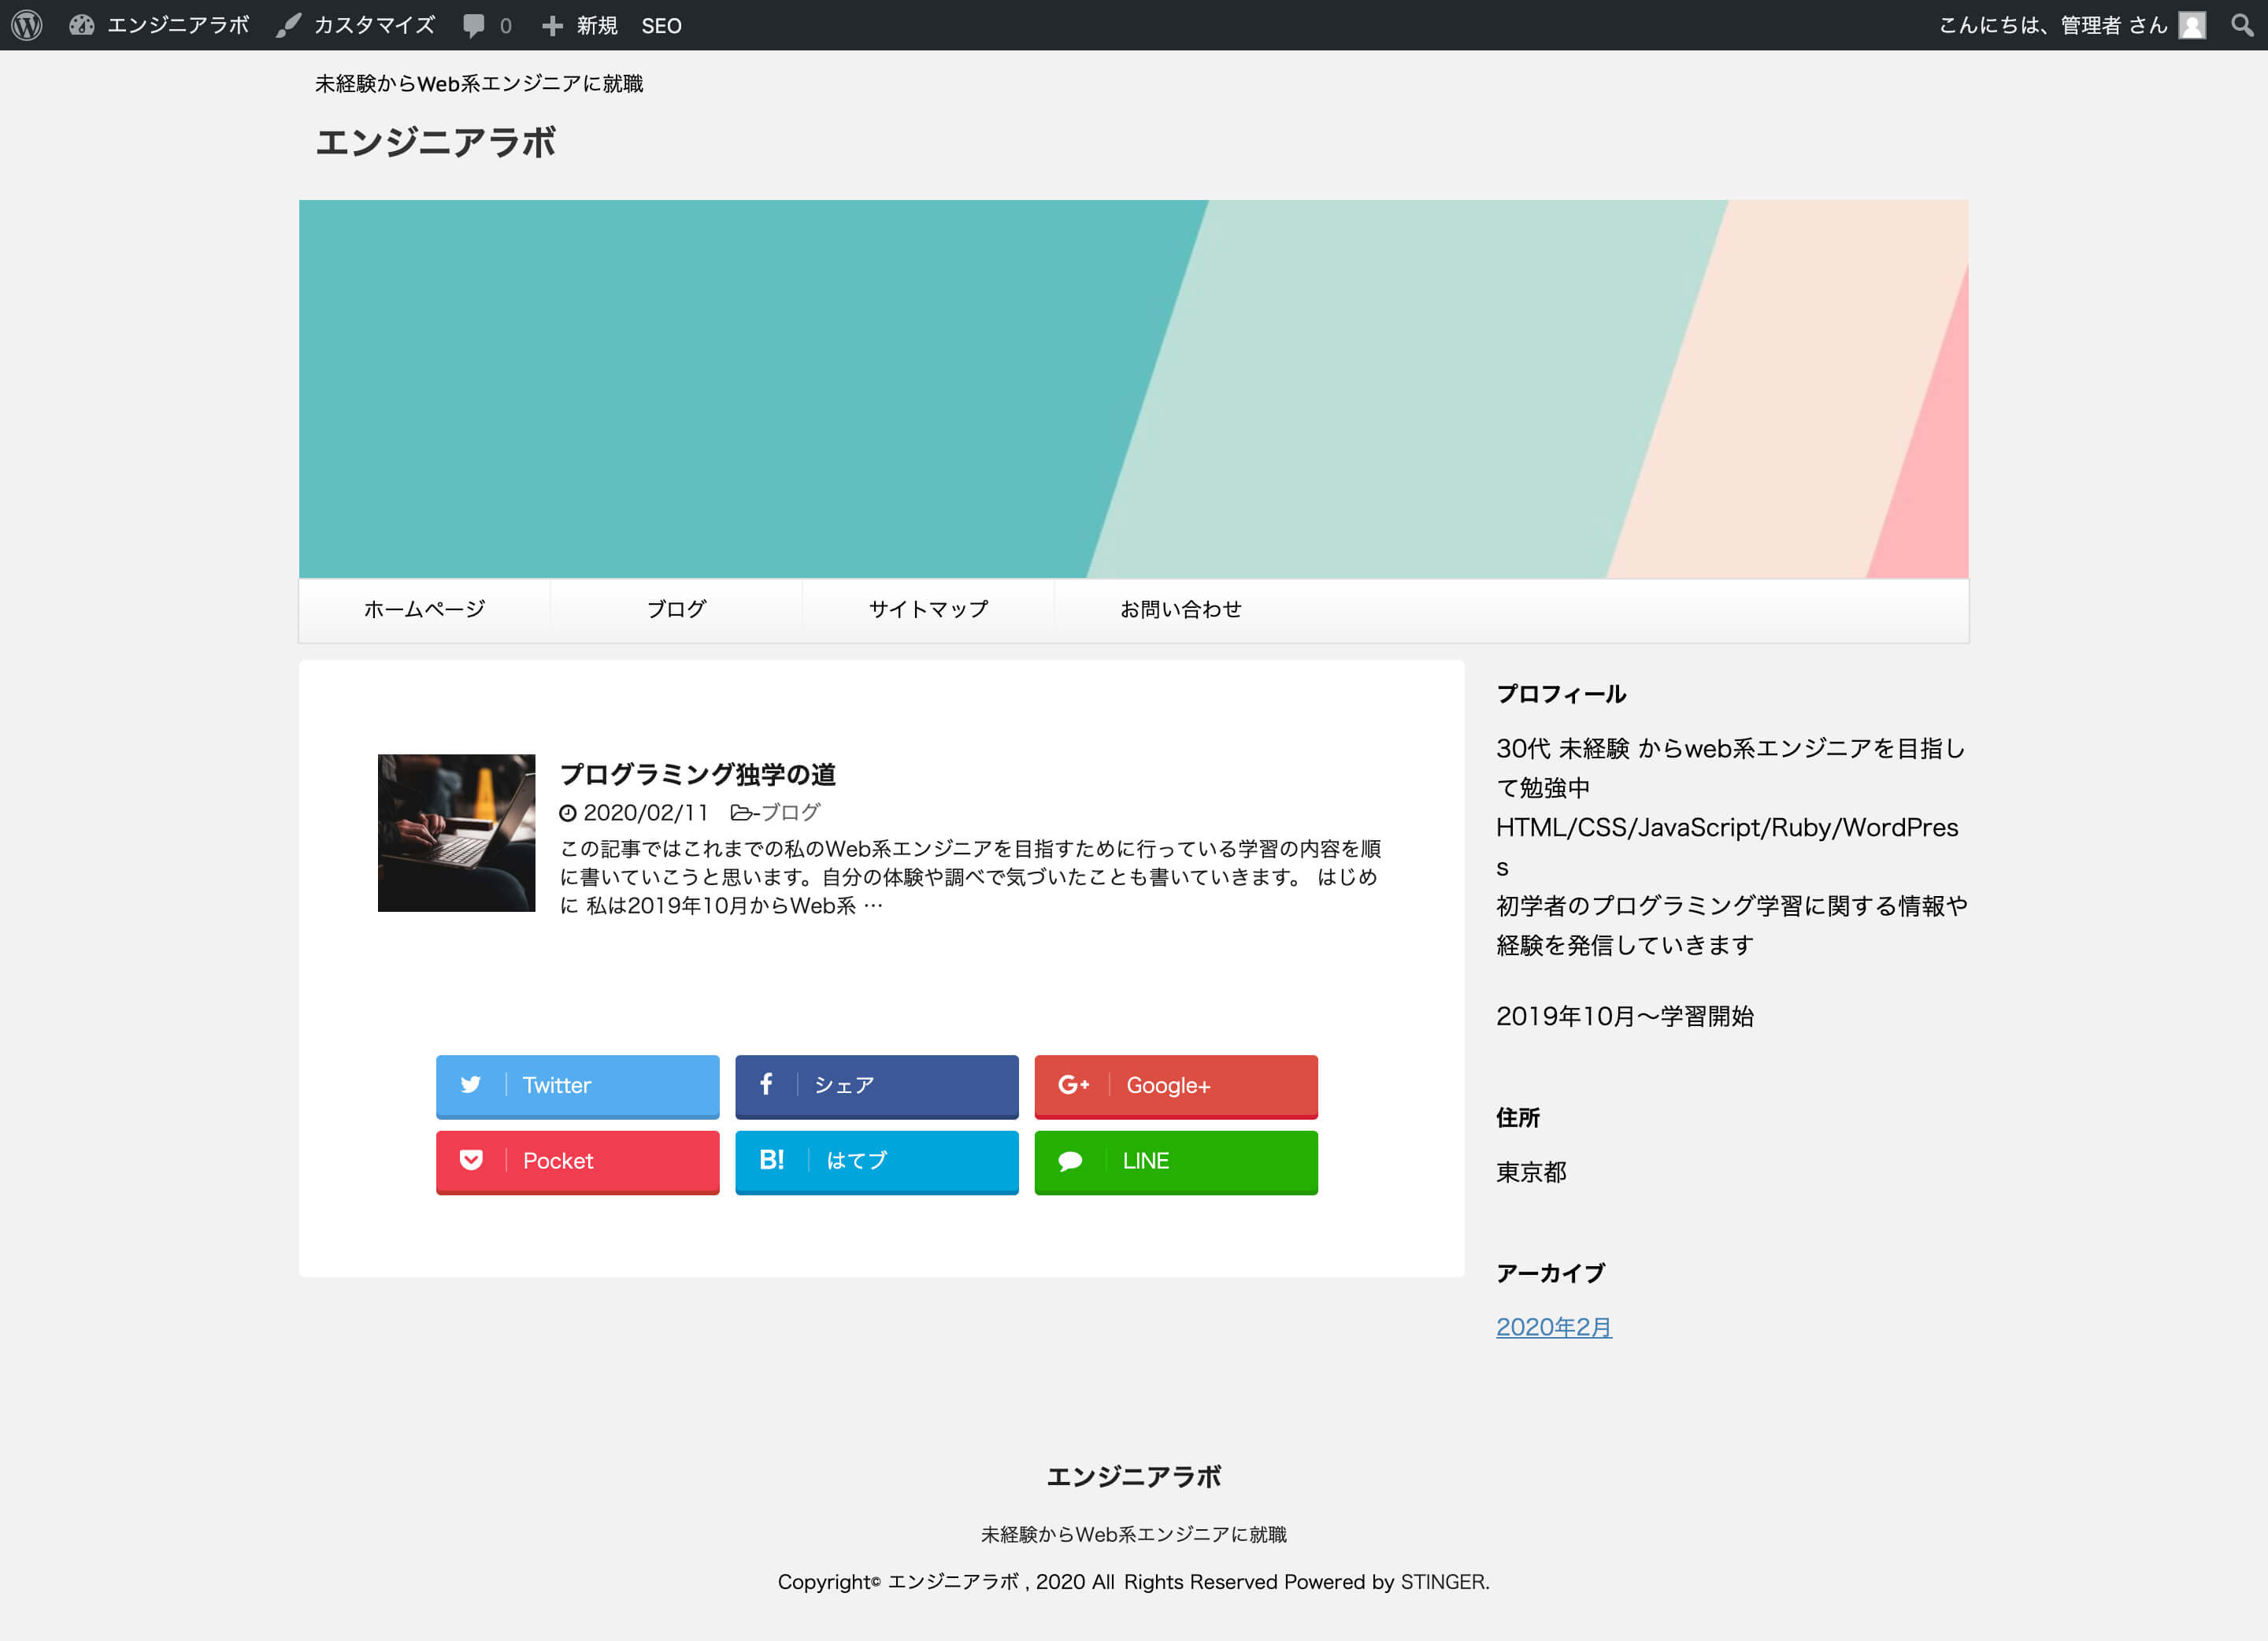 エンジニアラボ カスタマイズ 0 新規 SEO こんにちは、管理者 さん
未経験からWeb系エンジニアに就職
エンジニアラボ
ホームページ ブログ サイトマップ お問い合わせ
プログラミング独学の道
2020/02/11 -ブログ
この記事ではこれまでの私のWeb系エンジニアを目指すために行っている学習の内容を順
に書いていこうと思います。自分の体験や調べで気づいたことも書いていきます。 はじめ
に 私は2019年10月からWeb系 …
Twitter シェア G+ Google+
Pocket B! はてブ LINE
プロフィール
30代 未経験 からweb系エンジニアを目指し
て勉強中
HTML/CSS/JavaScript/Ruby/WordPres
s
初学者のプログラミング学習に関する情報や
経験を発信していきます
2019年10月〜学習開始
住所
東京都
アーカイブ
2020年2月
エンジニアラボ
未経験からWeb系エンジニアに就職
Copyright© エンジニアラボ , 2020 All Rights Reserved Powered by STINGER.